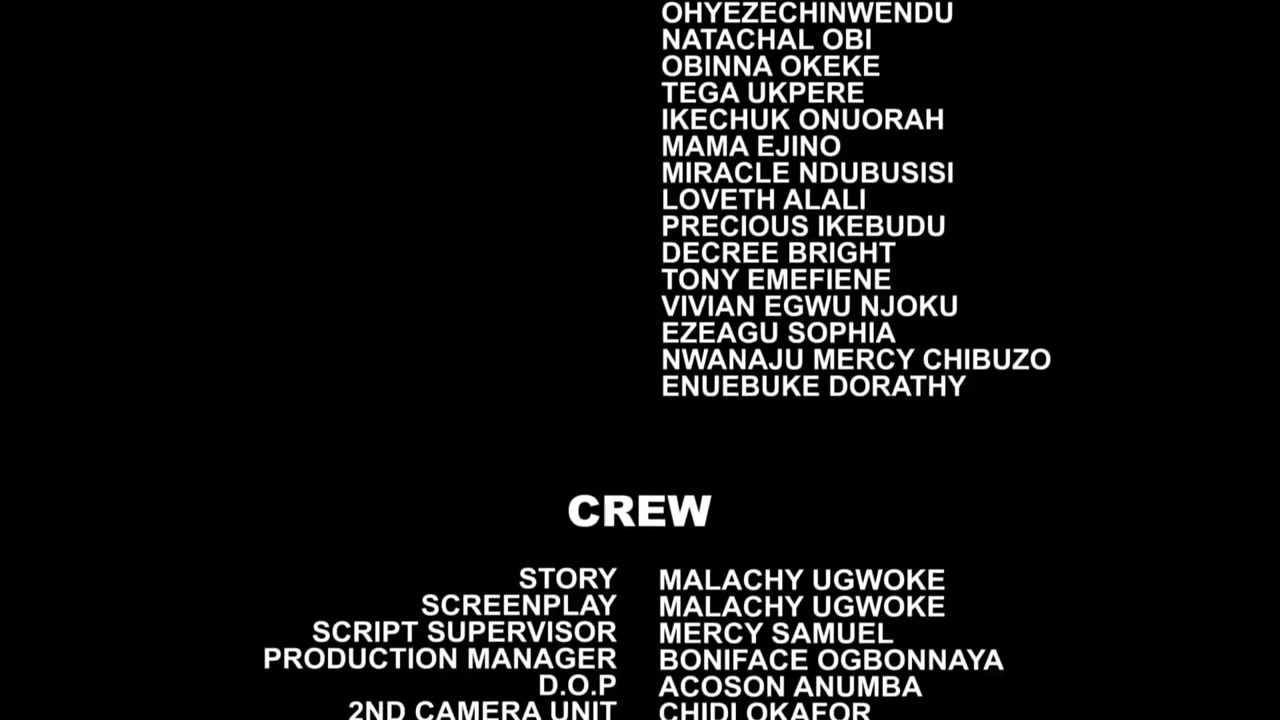 OHYEZECHINWENDU
NATACHAL OBI
OBINNA OKEKE
TEGA UKPERE
IKECHUK ONUORAH
MAMA EJINO
MIRACLE NDUBUSISI
LOVETH ALALI
PRECIOUS IKEBUDU
DECREE BRIGHT
TONY EMEFIENE
VIVIAN EGWU NJOKU
EZEAGU SOPHIA
NWANAJU MERCY CHIBUZO
ENUEBUKE DORATHY
CREW
STORY MALACHY UGWOKE
SCREENPLAY MALACHY UGWOKE
SCRIPT SUPERVISOR MERCY SAMUEL
PRODUCTION MANAGER BONIFACE OGBONNAYA
D.O.P ACOSON ANUMBA
2ND CAMERA UNIT CHIDI OKAFOR